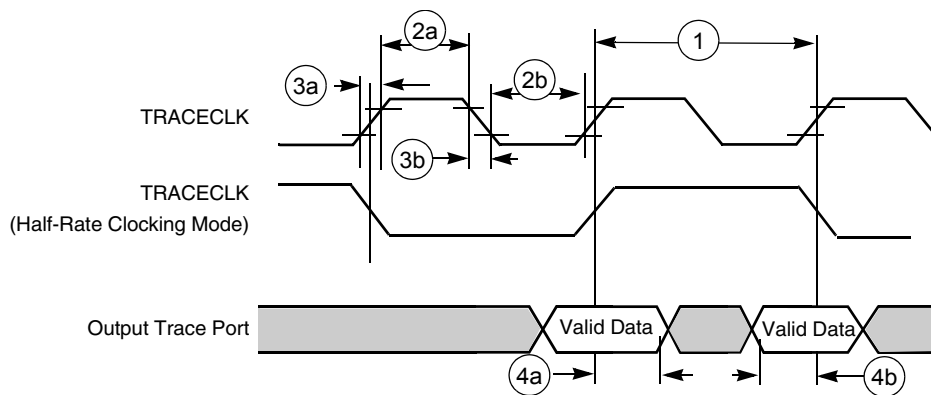 2a
1
3a
2b
TRACECLK
3b
TRACECLK
(Half-Rate Clocking Mode)
Output Trace Port
Valid Data
Valid Data
4a
4b